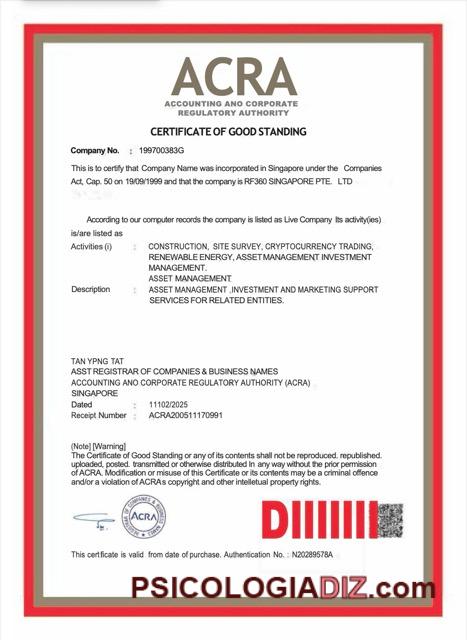 ACRA
ACCOUNTING ANO CORPORATE
REGULATORY AUTHORITY
CERTIFICATE OF GOOD STANDING
Company No. : 199700383G
This is to certify that Company Name was incorporated in Singapore under the Companies
Act, Cap. 50 on 19/09/1999 and that the company is RF360 SINGAPORE PTE. LTD
According to our computer records the company is listed as Live Company Its activity(ies)
is/are listed as
Activities (i) : CONSTRUCTION, SITE SURVEY, CRYPTOCURRENCY TRADING,
RENEWABLE ENERGY, ASSET MANAGEMENT INVESTMENT
MANAGEMENT.
ASSET MANAGEMENT
Description : ASSET MANAGEMENT ,INVESTMENT AND MARKETING SUPPORT
SERVICES FOR RELATED ENTITIES.
TAN YPNG TAT
ASST REGISTRAR OF COMPANIES & BUSINESS NAMES
ACCOUNTING ANO CORPORATE REGULATORY AUTHORITY (ACRA)
SINGAPORE
Dated : 11102/2025
Receipt Number : ACRA200511170991
(Note] [Warning]
The Certificate of Good Standing or any of its contents shall not be reproduced. republished.
uploaded, posted. transmitted or otherwise distributed In any way without the prior permission
of ACRA. Modification or misuse of this Certificate or its contents may be a criminal offence
and/or a violation of ACRAs copyright and other intellectual property rights.
REGISTRAR OF COMPANIES & BUSINESS NAMES
ACRA
DIIIIIII
This certficate is valid from date of purchase. Authentication No. : N20289578A
PSICOLOGIADIZ.com